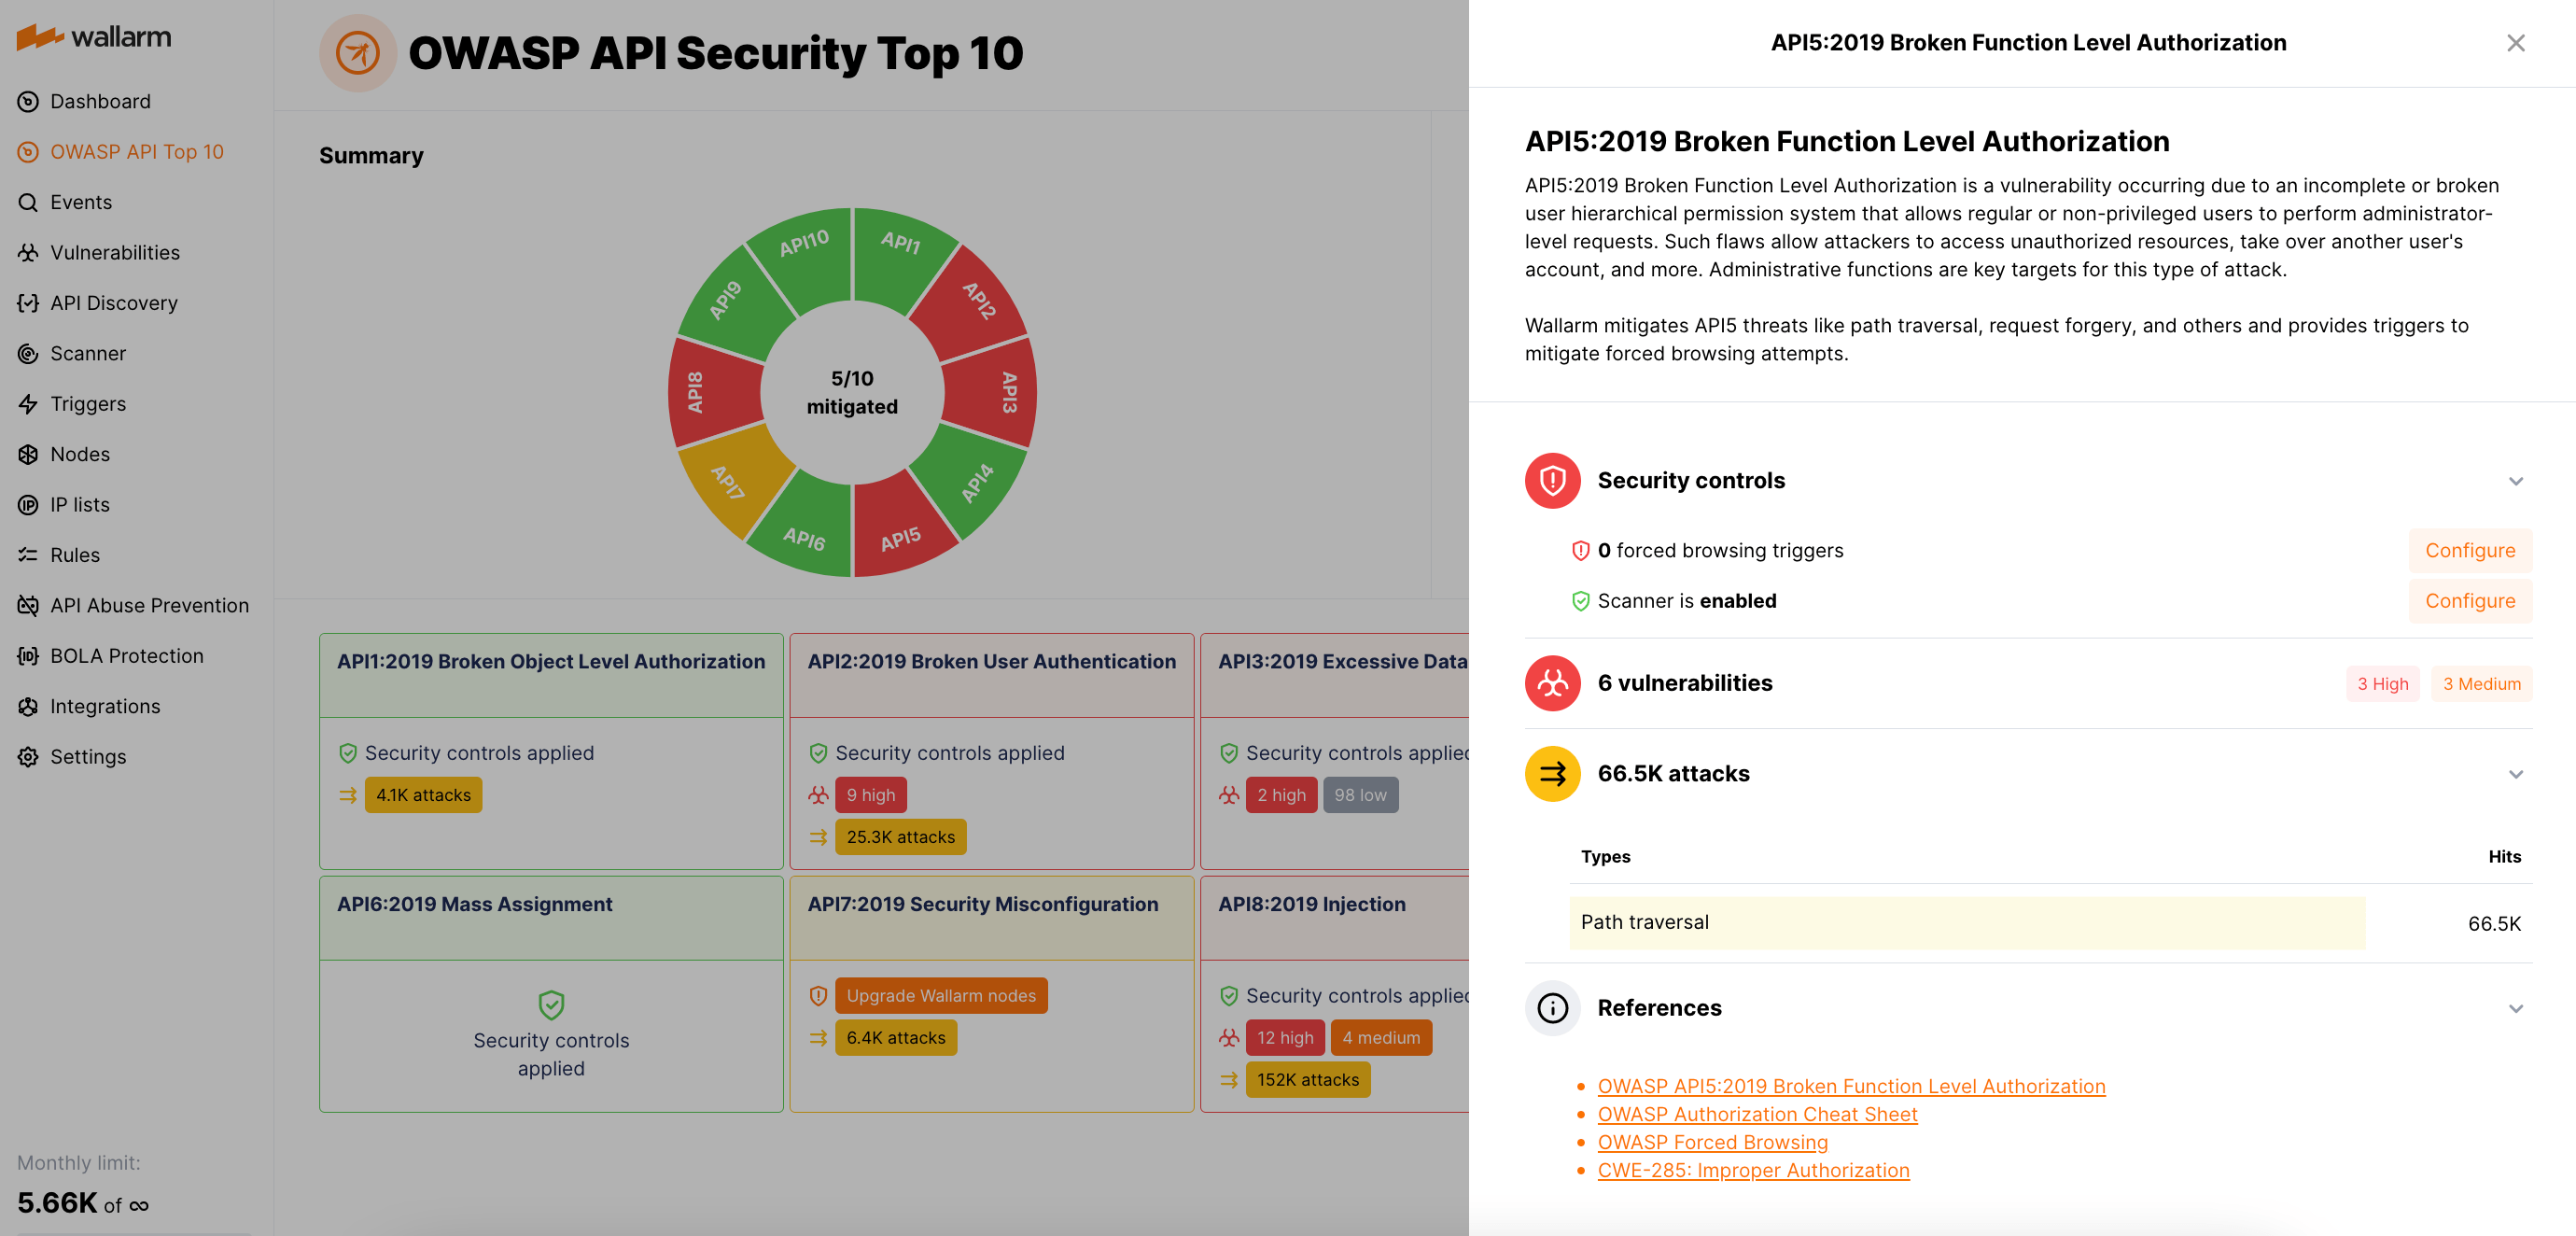 wallarm
Dashboard
OWASP API Top 10
Events
Vulnerabilities
API Discovery
Scanner
Triggers
Nodes
IP lists
Rules
API Abuse Prevention
BOLA Protection
Integrations
Settings
Monthly limit:
5.66K of ∞
OWASP API Security Top 10
Summary
API1
API2
API3
API4
API5
API6
API7
API8
API9
API10
5/10
mitigated
API1:2019 Broken Object Level Authorization
Security controls applied
4.1K attacks
API2:2019 Broken User Authentication
Security controls applied
9 high
25.3K attacks
API3:2019 Excessive Data
Security controls applied
2 high 98 low
API6:2019 Mass Assignment
Security controls
applied
API7:2019 Security Misconfiguration
Upgrade Wallarm nodes
6.4K attacks
API8:2019 Injection
Security controls applied
12 high 4 medium
152K attacks
API5:2019 Broken Function Level Authorization
API5:2019 Broken Function Level Authorization
API5:2019 Broken Function Level Authorization is a vulnerability occurring due to an incomplete or broken
user hierarchical permission system that allows regular or non-privileged users to perform administrator-
level requests. Such flaws allow attackers to access unauthorized resources, take over another user's
account, and more. Administrative functions are key targets for this type of attack.
Wallarm mitigates API5 threats like path traversal, request forgery, and others and provides triggers to
mitigate forced browsing attempts.
Security controls
0 forced browsing triggers Configure
Scanner is enabled Configure
6 vulnerabilities 3 High 3 Medium
66.5K attacks
Types Hits
Path traversal 66.5K
References
OWASP API5:2019 Broken Function Level Authorization
OWASP Authorization Cheat Sheet
OWASP Forced Browsing
CWE-285: Improper Authorization